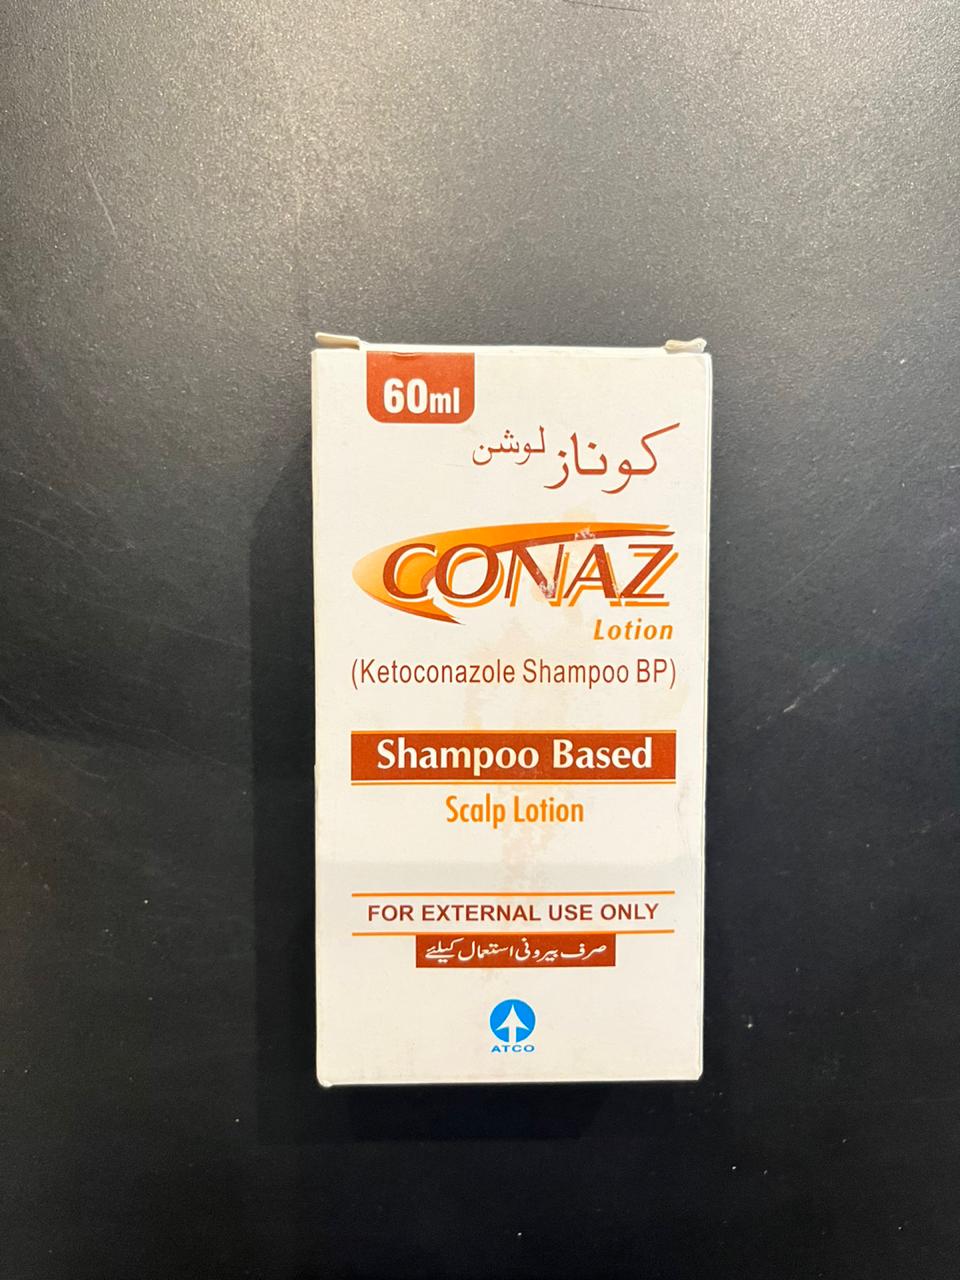 60ml
کوناز لوشن
CONAZ
Lotion
(Ketoconazole Shampoo BP)
Shampoo Based
Scalp Lotion
FOR EXTERNAL USE ONLY
صرف بیرونی استعمال کیلئے
ATCO